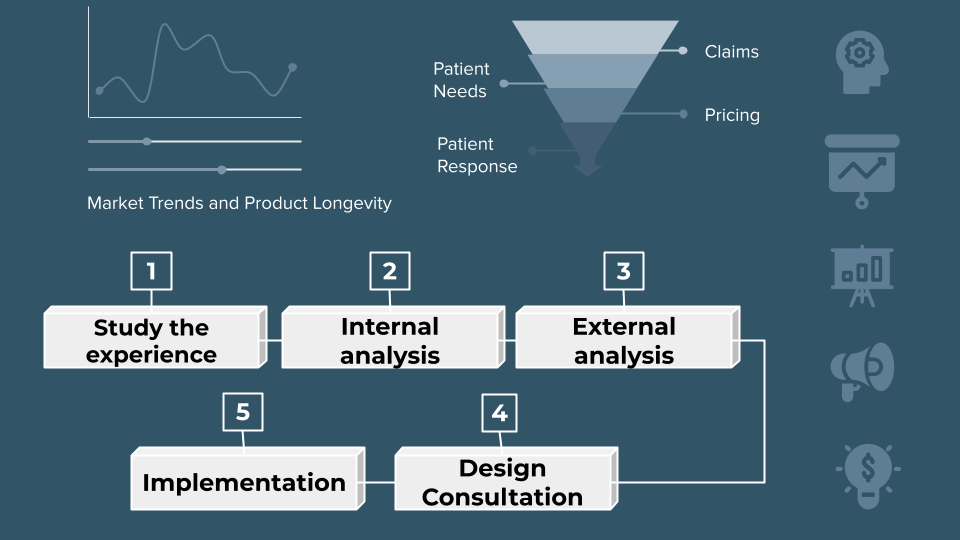 Claims
Patient
Needs
Pricing
Patient
Response
Market Trends and Product Longevity
1
Study the
experience
2
Internal
analysis
3
External
analysis
4
Design
Consultation
5
Implementation
$